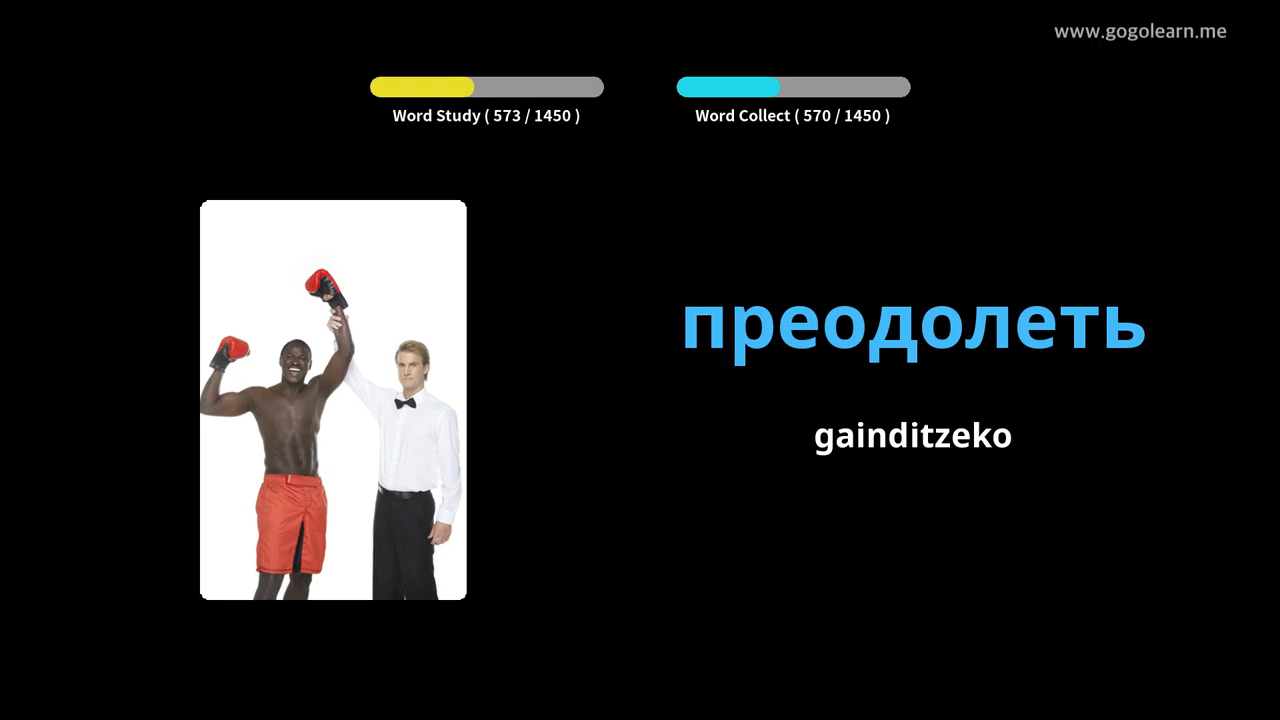 www.gogolearn.me
Word Study ( 573 / 1450 )
Word Collect ( 570 / 1450 )
преодолеть
gainditzeko